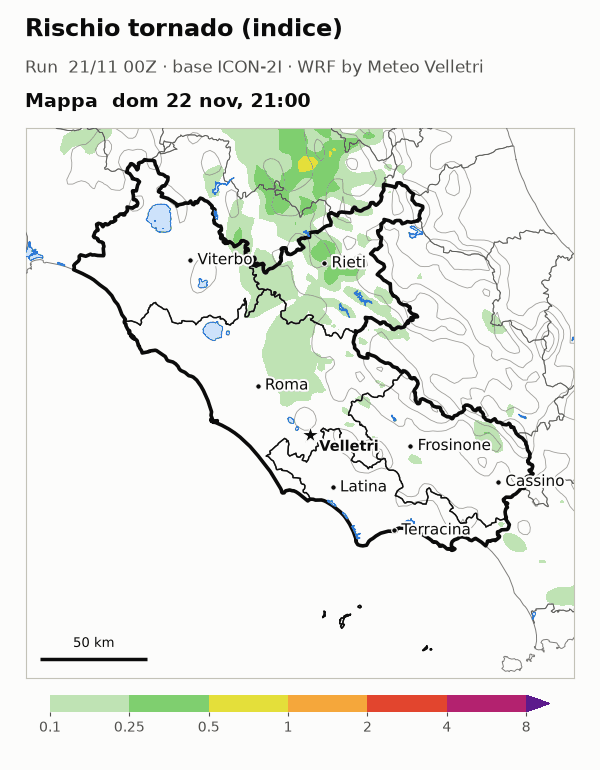 Rischio tornado (indice)
Run  21/11 00Z · base ICON-2I · WRF by Meteo Velletri
Mappa  dom 22 nov, 21:00
Viterbo
Rieti
Roma
Velletri
Frosinone
Latina
Cassino
Terracina
50 km
0.1 0.25 0.5 1 2 4 8